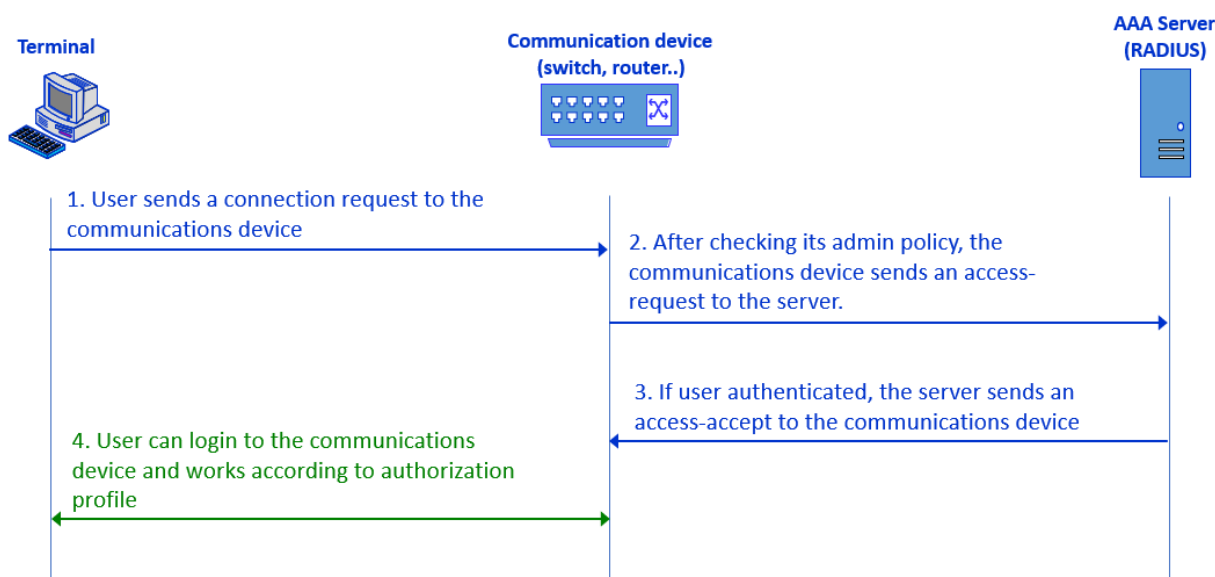 Terminal
Communication device
(switch, router..)
AAA Server
(RADIUS)
1. User sends a connection request to the
communications device
2. After checking its admin policy, the
communications device sends an access-
request to the server.
3. If user authenticated, the server sends an
access-accept to the communications device
4. User can login to the communications
device and works according to authorization
profile